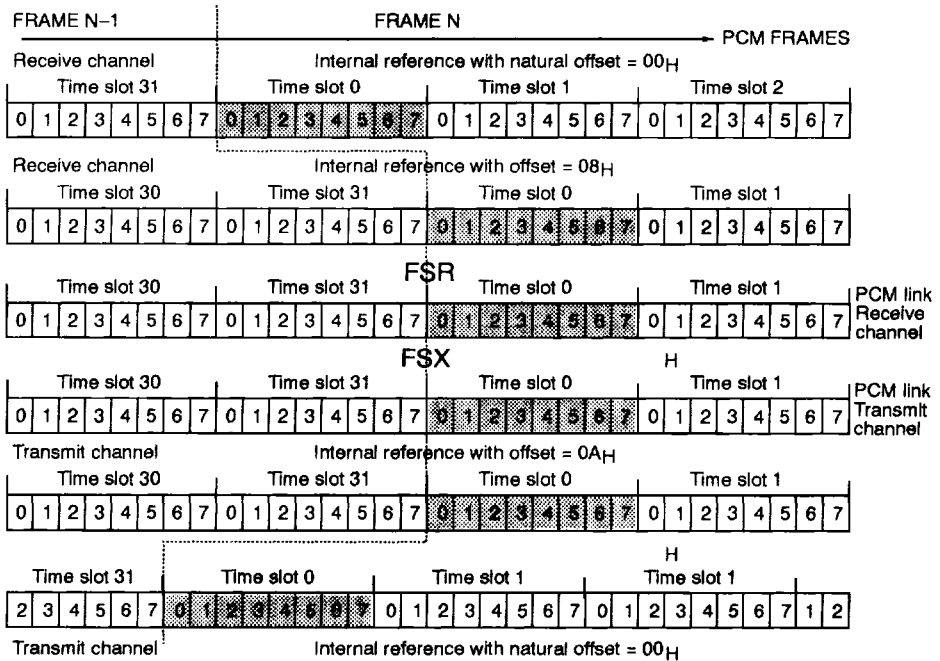 FRAME N–1 FRAME N
PCM FRAMES
Receive channel Internal reference with natural offset = 00H
Time slot 31 Time slot 0 Time slot 1 Time slot 2
0 1 2 3 4 5 6 7 0 1 2 3 4 5 6 7 0 1 2 3 4 5 6 7 0 1 2 3 4 5 6 7
Receive channel Internal reference with offset = 08H
Time slot 30 Time slot 31 Time slot 0 Time slot 1
0 1 2 3 4 5 6 7 0 1 2 3 4 5 6 7 0 1 2 3 4 5 6 7 0 1 2 3 4 5 6 7
FSR
Time slot 30 Time slot 31 Time slot 0 Time slot 1
0 1 2 3 4 5 6 7 0 1 2 3 4 5 6 7 0 1 2 3 4 5 6 7 0 1 2 3 4 5 6 7
PCM link
Receive
channel
FSX H
Time slot 30 Time slot 31 Time slot 0 Time slot 1
0 1 2 3 4 5 6 7 0 1 2 3 4 5 6 7 0 1 2 3 4 5 6 7 0 1 2 3 4 5 6 7
PCM link
Transmit
channel
Transmit channel Internal reference with offset = 0AH
Time slot 30 Time slot 31 Time slot 0 Time slot 1
0 1 2 3 4 5 6 7 0 1 2 3 4 5 6 7 0 1 2 3 4 5 6 7 0 1 2 3 4 5 6 7
H
Time slot 31 Time slot 0 Time slot 1 Time slot 1
2 3 4 5 6 7 0 1 2 3 4 5 6 7 0 1 2 3 4 5 6 7 0 1 2 3 4 5 6 7 1 2
Transmit channel Internal reference with natural offset = 00H